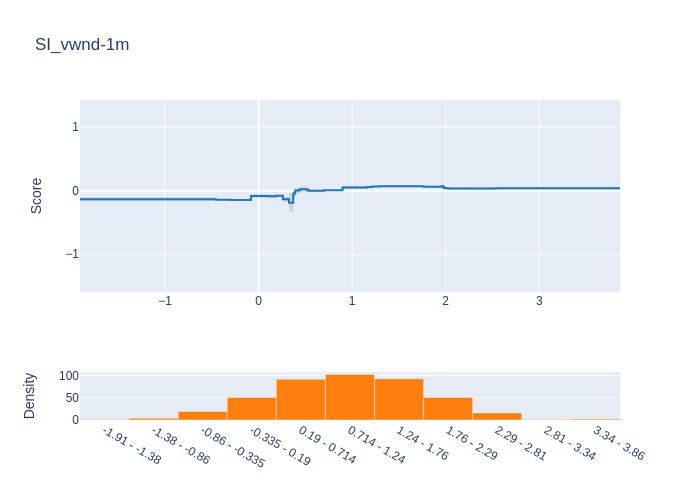 SI_vwnd-1m
Score
1
0
−1
−1
0
1
2
3
Density
100
50
0
-1.91 - -1.38
-1.38 - -0.86
-0.86 - -0.335
-0.335 - 0.19
0.19 - 0.714
0.714 - 1.24
1.24 - 1.76
1.76 - 2.29
2.29 - 2.81
2.81 - 3.34
3.34 - 3.86